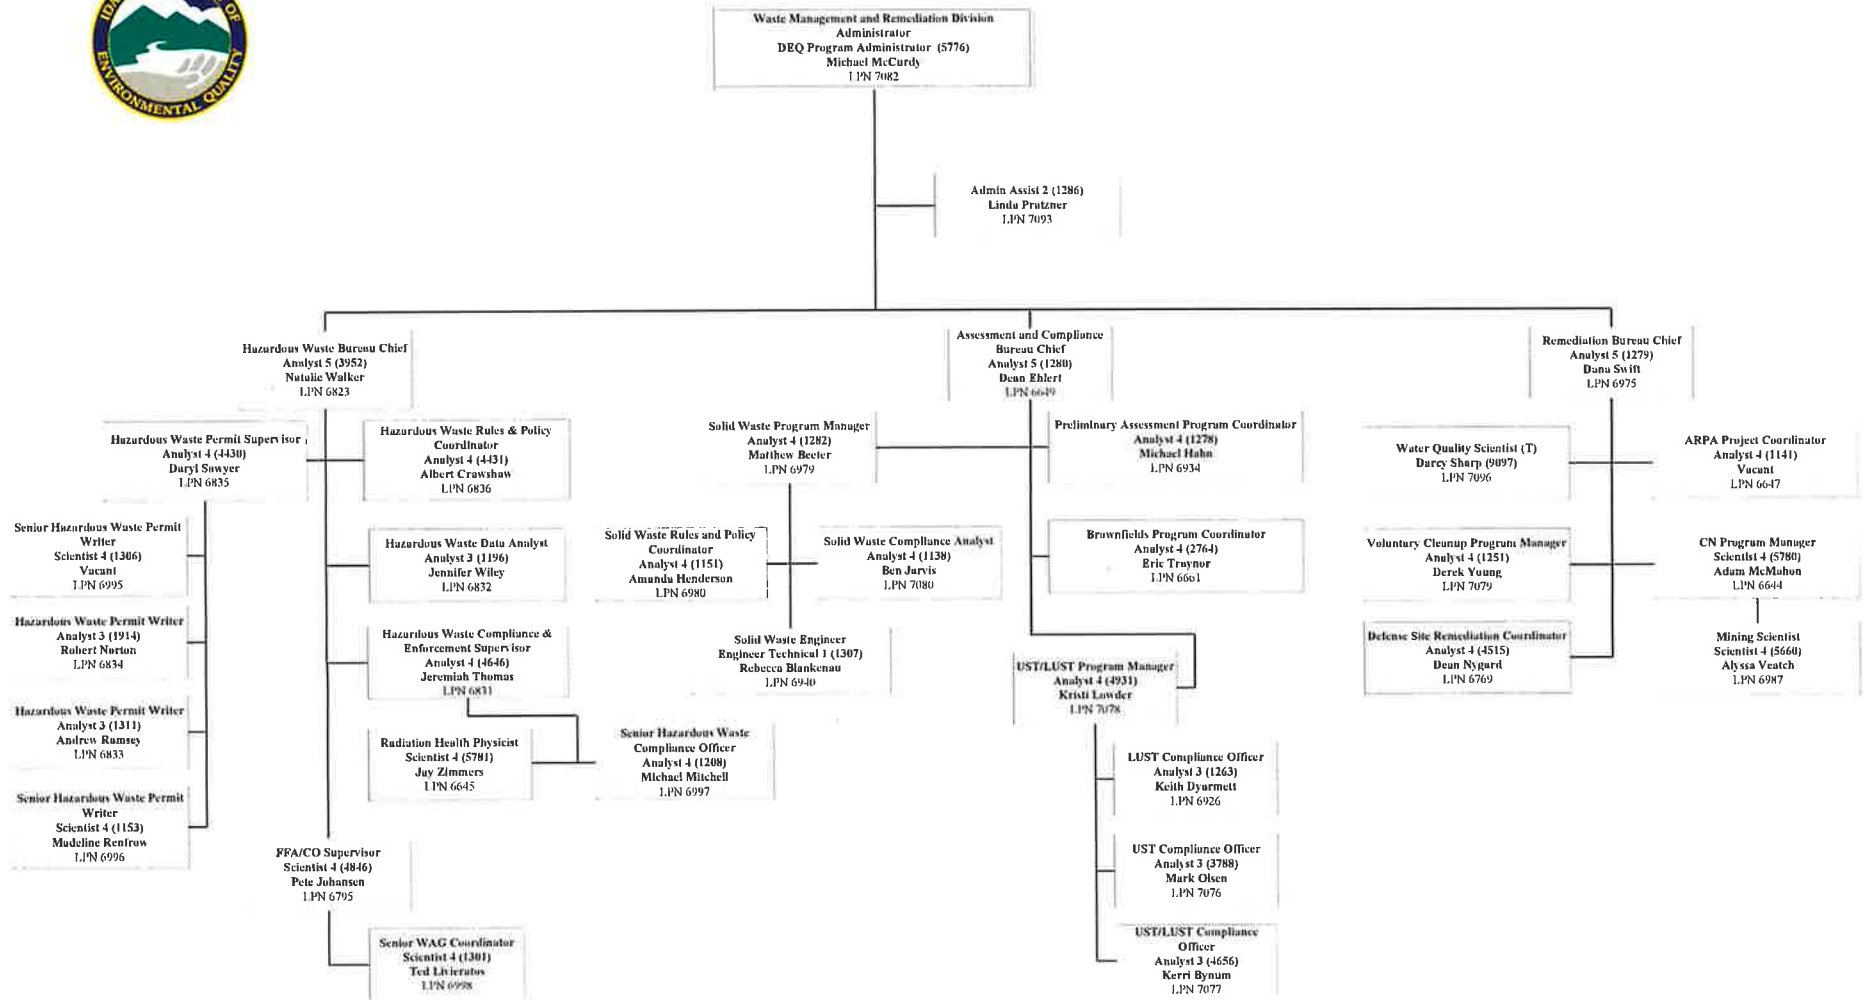 ENVIRONMENTAL QUALITY
Waste Management and Remediation Division
Administrator
DEQ Program Administrator (5776)
Michael McCurdy
LPN 7082
Admin Assist 2 (1286)
Linda Pratzner
LPN 7093
Hazardous Waste Bureau Chief
Analyst 5 (3952)
Natalie Walker
LPN 6823
Assessment and Compliance
Bureau Chief
Analyst 5 (1280)
Dean Ehlert
LPN 6649
Remediation Bureau Chief
Analyst 5 (1279)
Dana Swift
LPN 6975
Hazardous Waste Permit Supervisor
Analyst 4 (4430)
Daryl Sawyer
LPN 6835
Hazardous Waste Rules & Policy
Coordinator
Analyst 4 (4431)
Albert Crawshaw
LPN 6836
Senior Hazardous Waste Permit
Writer
Scientist 4 (1306)
Vacant
LPN 6995
Hazardous Waste Data Analyst
Analyst 3 (1196)
Jennifer Wiley
LPN 6832
Hazardous Waste Permit Writer
Analyst 3 (1914)
Robert Norton
LPN 6834
Hazardous Waste Compliance &
Enforcement Supervisor
Analyst 4 (4646)
Jeremiah Thomas
LPN 6831
Hazardous Waste Permit Writer
Analyst 3 (1311)
Andrew Ramsey
LPN 6833
Radiation Health Physicist
Scientist 4 (5781)
Jay Zimmers
LPN 6645
Senior Hazardous Waste
Compliance Officer
Analyst 4 (1208)
Michael Mitchell
LPN 6997
Senior Hazardous Waste Permit
Writer
Scientist 4 (1153)
Madeline Renfrow
LPN 6996
FFA/CO Supervisor
Scientist 4 (4846)
Pete Johansen
LPN 6795
Senior WAG Coordinator
Scientist 4 (1301)
Ted Livieratos
LPN 6998
Solid Waste Program Manager
Analyst 4 (1282)
Matthew Beeter
LPN 6979
Preliminary Assessment Program Coordinator
Analyst 4 (1278)
Michael Hahn
LPN 6934
Solid Waste Rules and Policy
Coordinator
Analyst 4 (1151)
Amanda Henderson
LPN 6980
Solid Waste Compliance Analyst
Analyst 4 (1138)
Ben Jarvis
LPN 7080
Brownfields Program Coordinator
Analyst 4 (2764)
Eric Traynor
LPN 6661
Solid Waste Engineer
Engineer Technical 1 (1307)
Rebecca Blankenau
LPN 6940
UST/LUST Program Manager
Analyst 4 (4931)
Kristi Lowder
LPN 7078
LUST Compliance Officer
Analyst 3 (1263)
Keith Dyarmett
LPN 6926
UST Compliance Officer
Analyst 3 (3788)
Mark Olsen
LPN 7076
UST/LUST Compliance
Officer
Analyst 3 (4656)
Kerri Bynum
LPN 7077
Water Quality Scientist (T)
Darcy Sharp (9097)
LPN 7096
ARPA Project Coordinator
Analyst 4 (1141)
Vacant
LPN 6647
Voluntary Cleanup Program Manager
Analyst 4 (1251)
Derek Young
LPN 7079
CN Program Manager
Scientist 4 (5780)
Adam McMahon
LPN 6644
Defense Site Remediation Coordinator
Analyst 4 (4515)
Dean Nygard
LPN 6769
Mining Scientist
Scientist 4 (5660)
Alyssa Veatch
LPN 6987